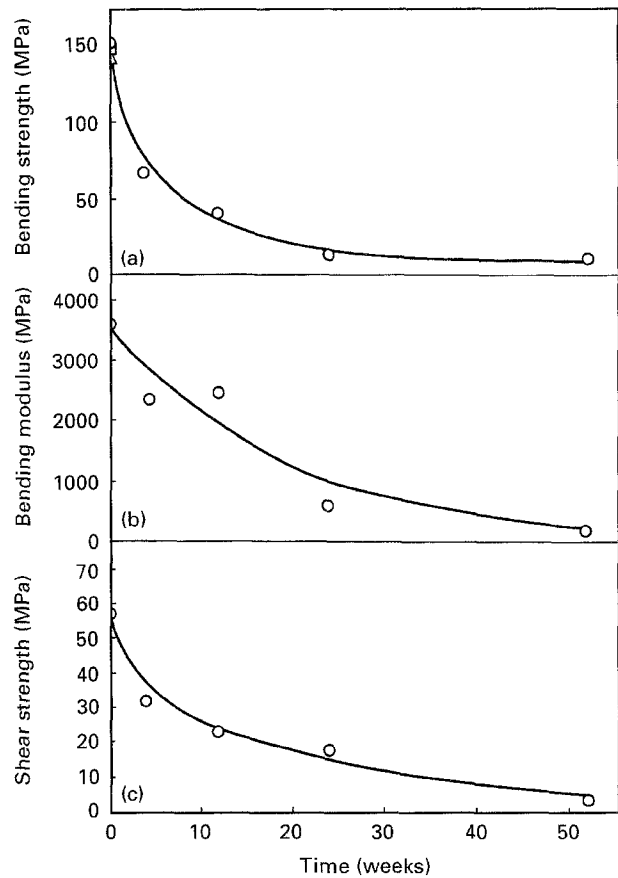 Bending strength (MPa)
150
100
50
0
(a)
Bending modulus (MPa)
4000
3000
2000
1000
0
(b)
Shear strength (MPa)
70
60
50
40
30
20
10
0
(c)
0 10 20 30 40 50
Time (weeks)